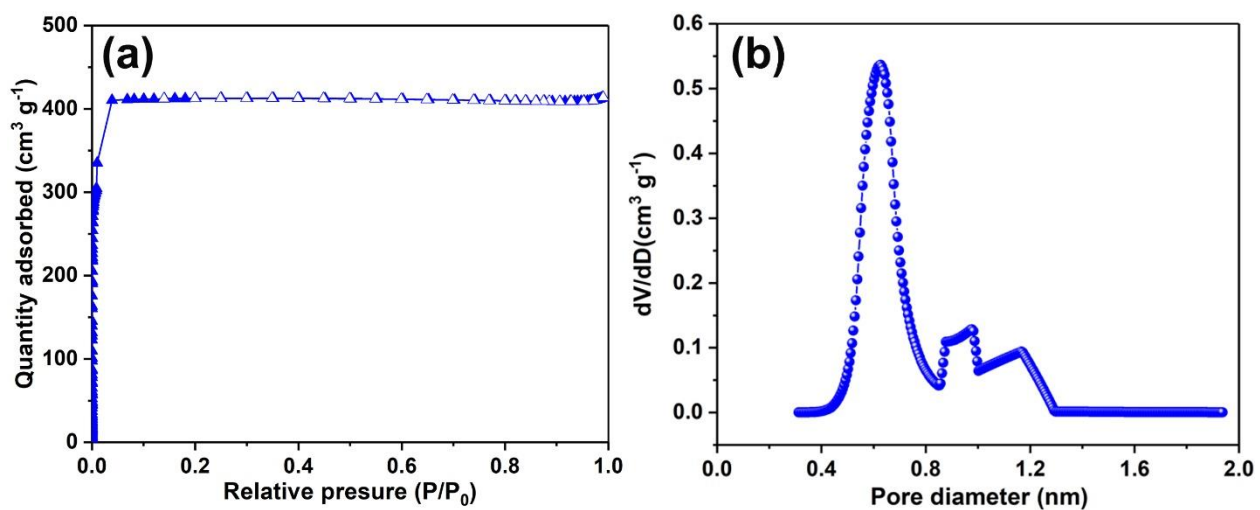 (a)
Quantity adsorbed (cm³ g⁻¹)
500
400
300
200
100
0
0.0 0.2 0.4 0.6 0.8 1.0
Relative presure (P/P₀)
(b)
dV/dD(cm³ g⁻¹)
0.6
0.5
0.4
0.3
0.2
0.1
0.0
0.0 0.4 0.8 1.2 1.6 2.0
Pore diameter (nm)